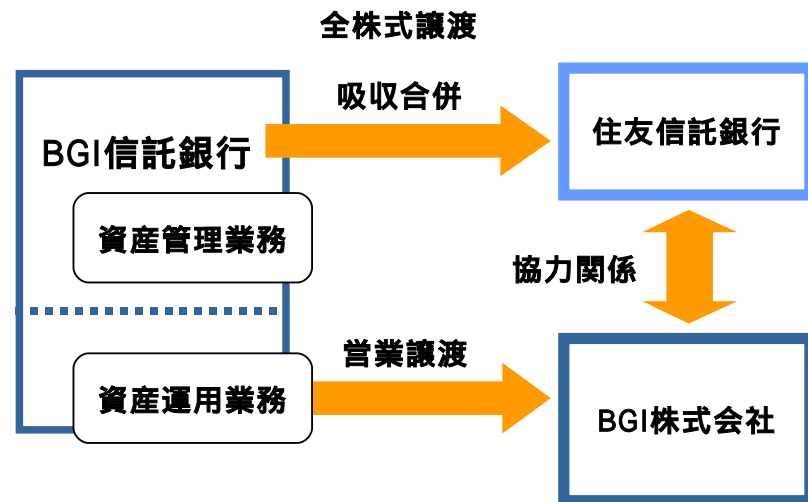 全株式譲渡
吸収合併
BGI信託銀行
住友信託銀行
資産管理業務
協力関係
営業譲渡
資産運用業務
BGI株式会社